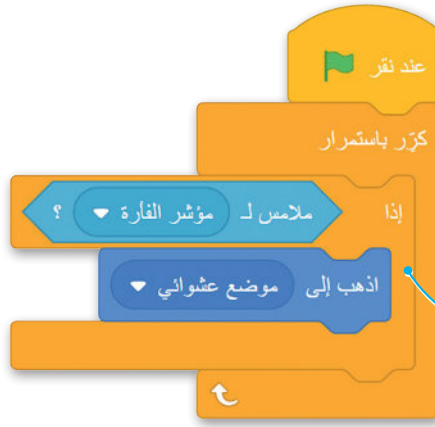 عند نقر
كرّر باستمرار
إذا ملامس لـ مؤشر الفأرة ؟
اذهب إلى موضع عشوائي